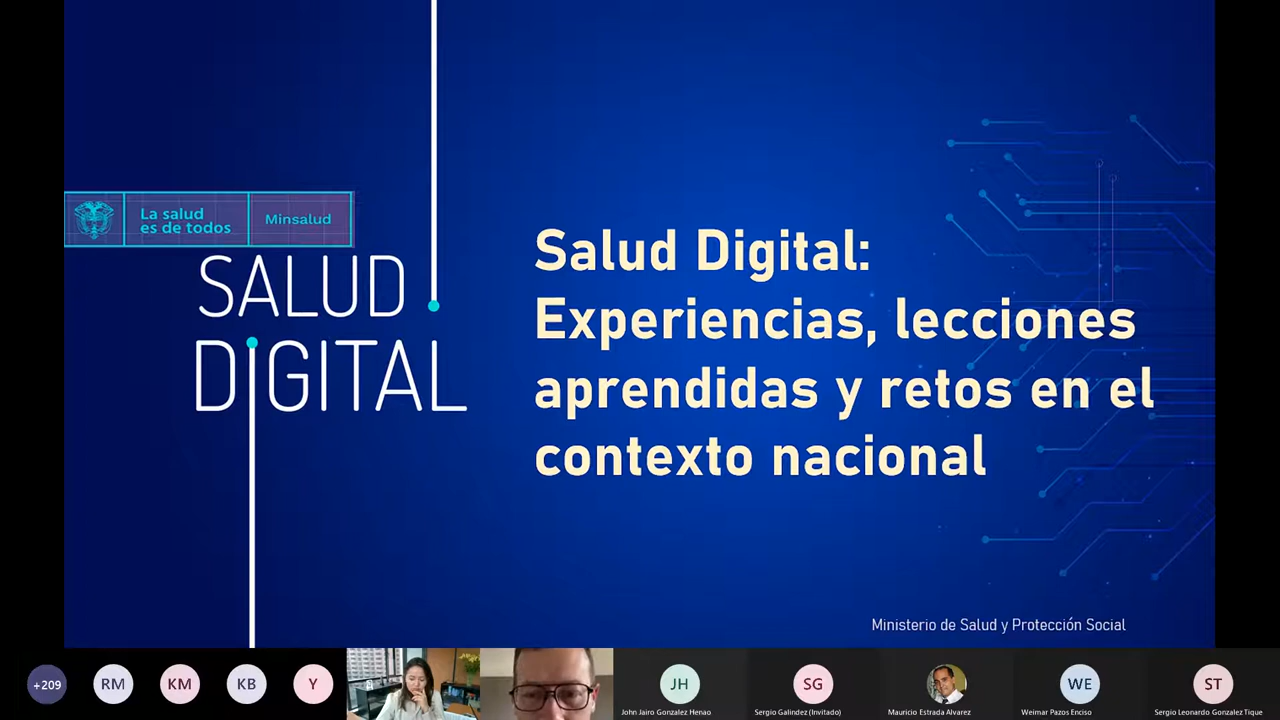 La salud
es de todos
Minsalud
SALUD
DIGITAL
Salud Digital:
Experiencias, lecciones
aprendidas y retos en el
contexto nacional
Ministerio de Salud y Protección Social
+209
RM
KM
KB
Y
JH
John Jairo Gonzalez Henao
SG
Sergio Galindez (Invitado)
Mauricio Estrada Alvarez
WE
Weimar Pazos Enciso
ST
Sergio Leonardo Gonzalez Tique